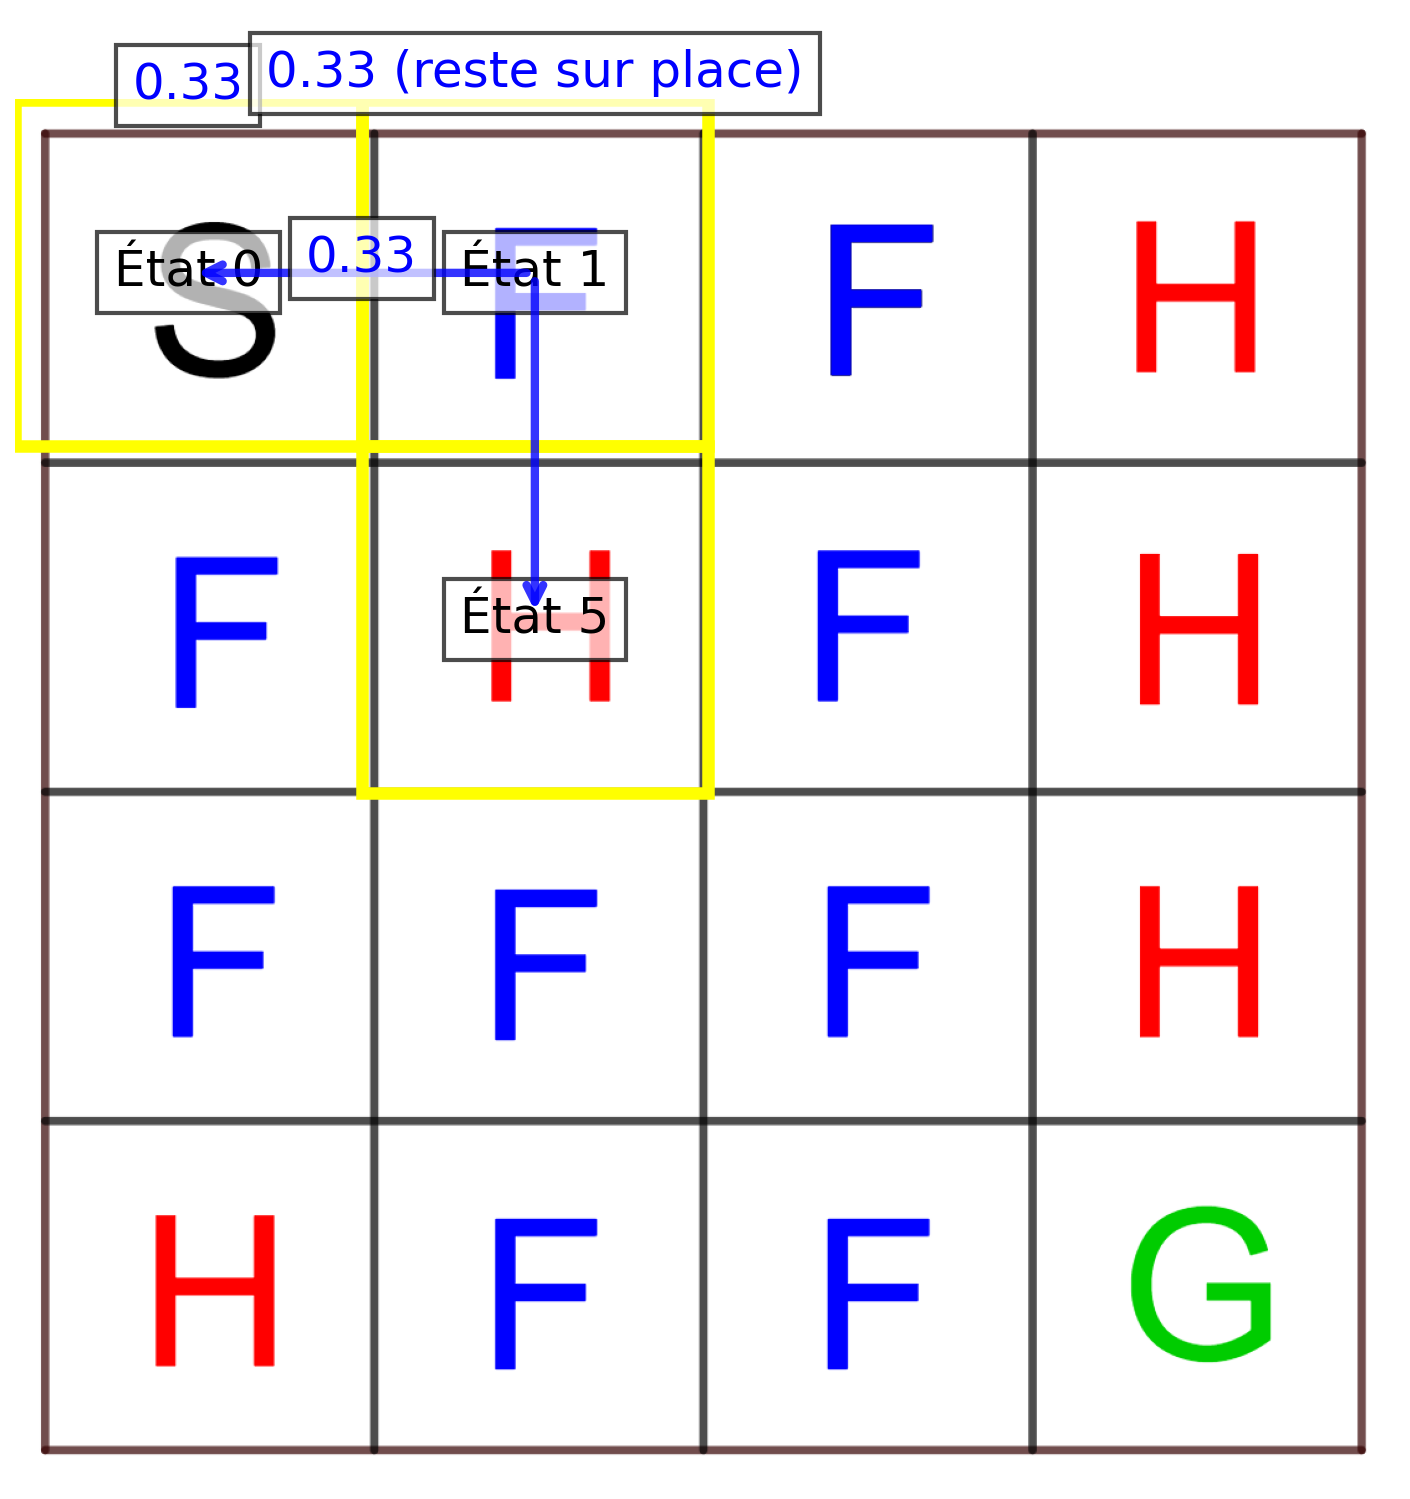 0.33
0.33 (reste sur place)
S F F H
État 0
0.33
État 1
F H F H
État 5
F F F H
H F F G